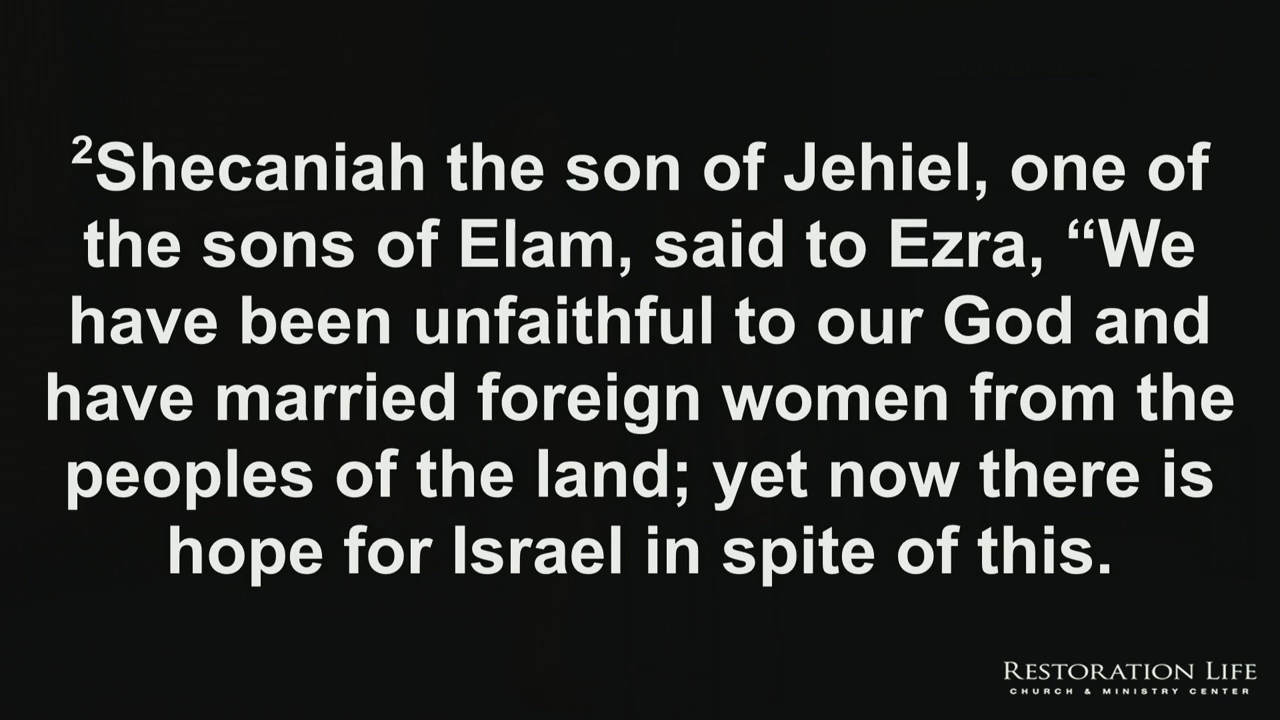 ²Shecaniah the son of Jehiel, one of
the sons of Elam, said to Ezra, “We
have been unfaithful to our God and
have married foreign women from the
peoples of the land; yet now there is
hope for Israel in spite of this.
RESTORATION LIFE
CHURCH & MINISTRY CENTER